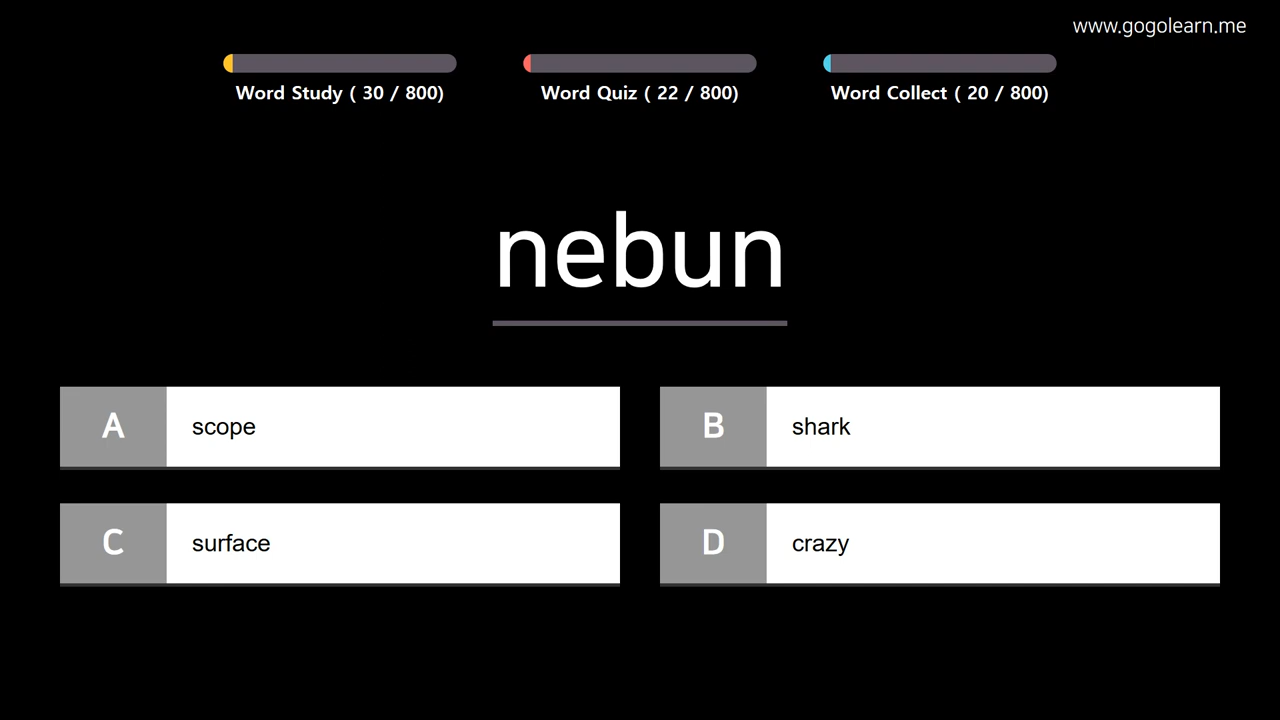 www.gogolearn.me
Word Study ( 30 / 800)
Word Quiz ( 22 / 800)
Word Collect ( 20 / 800)
nebun
A scope
B shark
C surface
D crazy